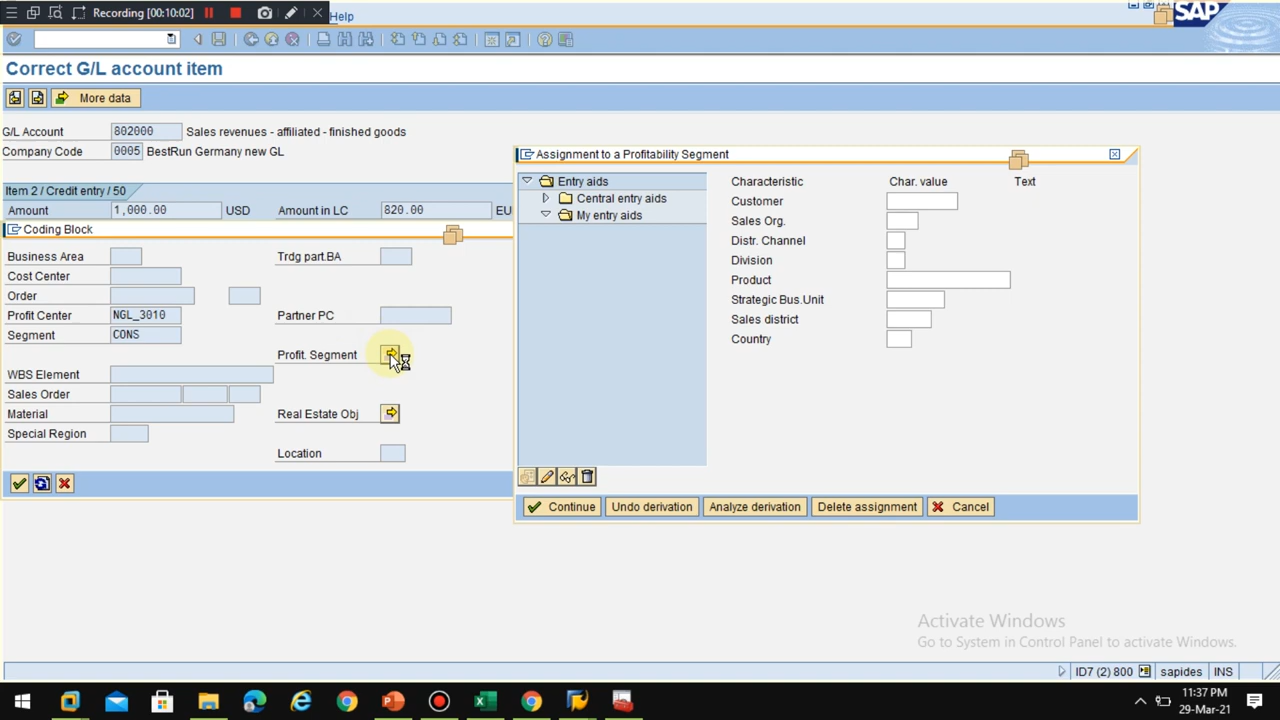 Recording [00:10:02]
Help
SAP
Correct G/L account item
More data
G/L Account 802000 Sales revenues - affiliated - finished goods
Company Code 0005 BestRun Germany new GL
Item 2 / Credit entry / 50
Amount 1,000.00 USD Amount in LC 820.00 EU
Coding Block
Business Area Trdg part.BA
Cost Center
Order
Profit Center NGL_3010 Partner PC
Segment CONS
Profit. Segment
WBS Element
Sales Order
Material Real Estate Obj
Special Region
Location
Assignment to a Profitability Segment
Entry aids
Central entry aids
My entry aids
Characteristic Char. value Text
Customer
Sales Org.
Distr. Channel
Division
Product
Strategic Bus.Unit
Sales district
Country
Continue Undo derivation Analyze derivation Delete assignment Cancel
Activate Windows
Go to System in Control Panel to activate Windows.
ID7 (2) 800 sapides INS
11:37 PM
29-Mar-21